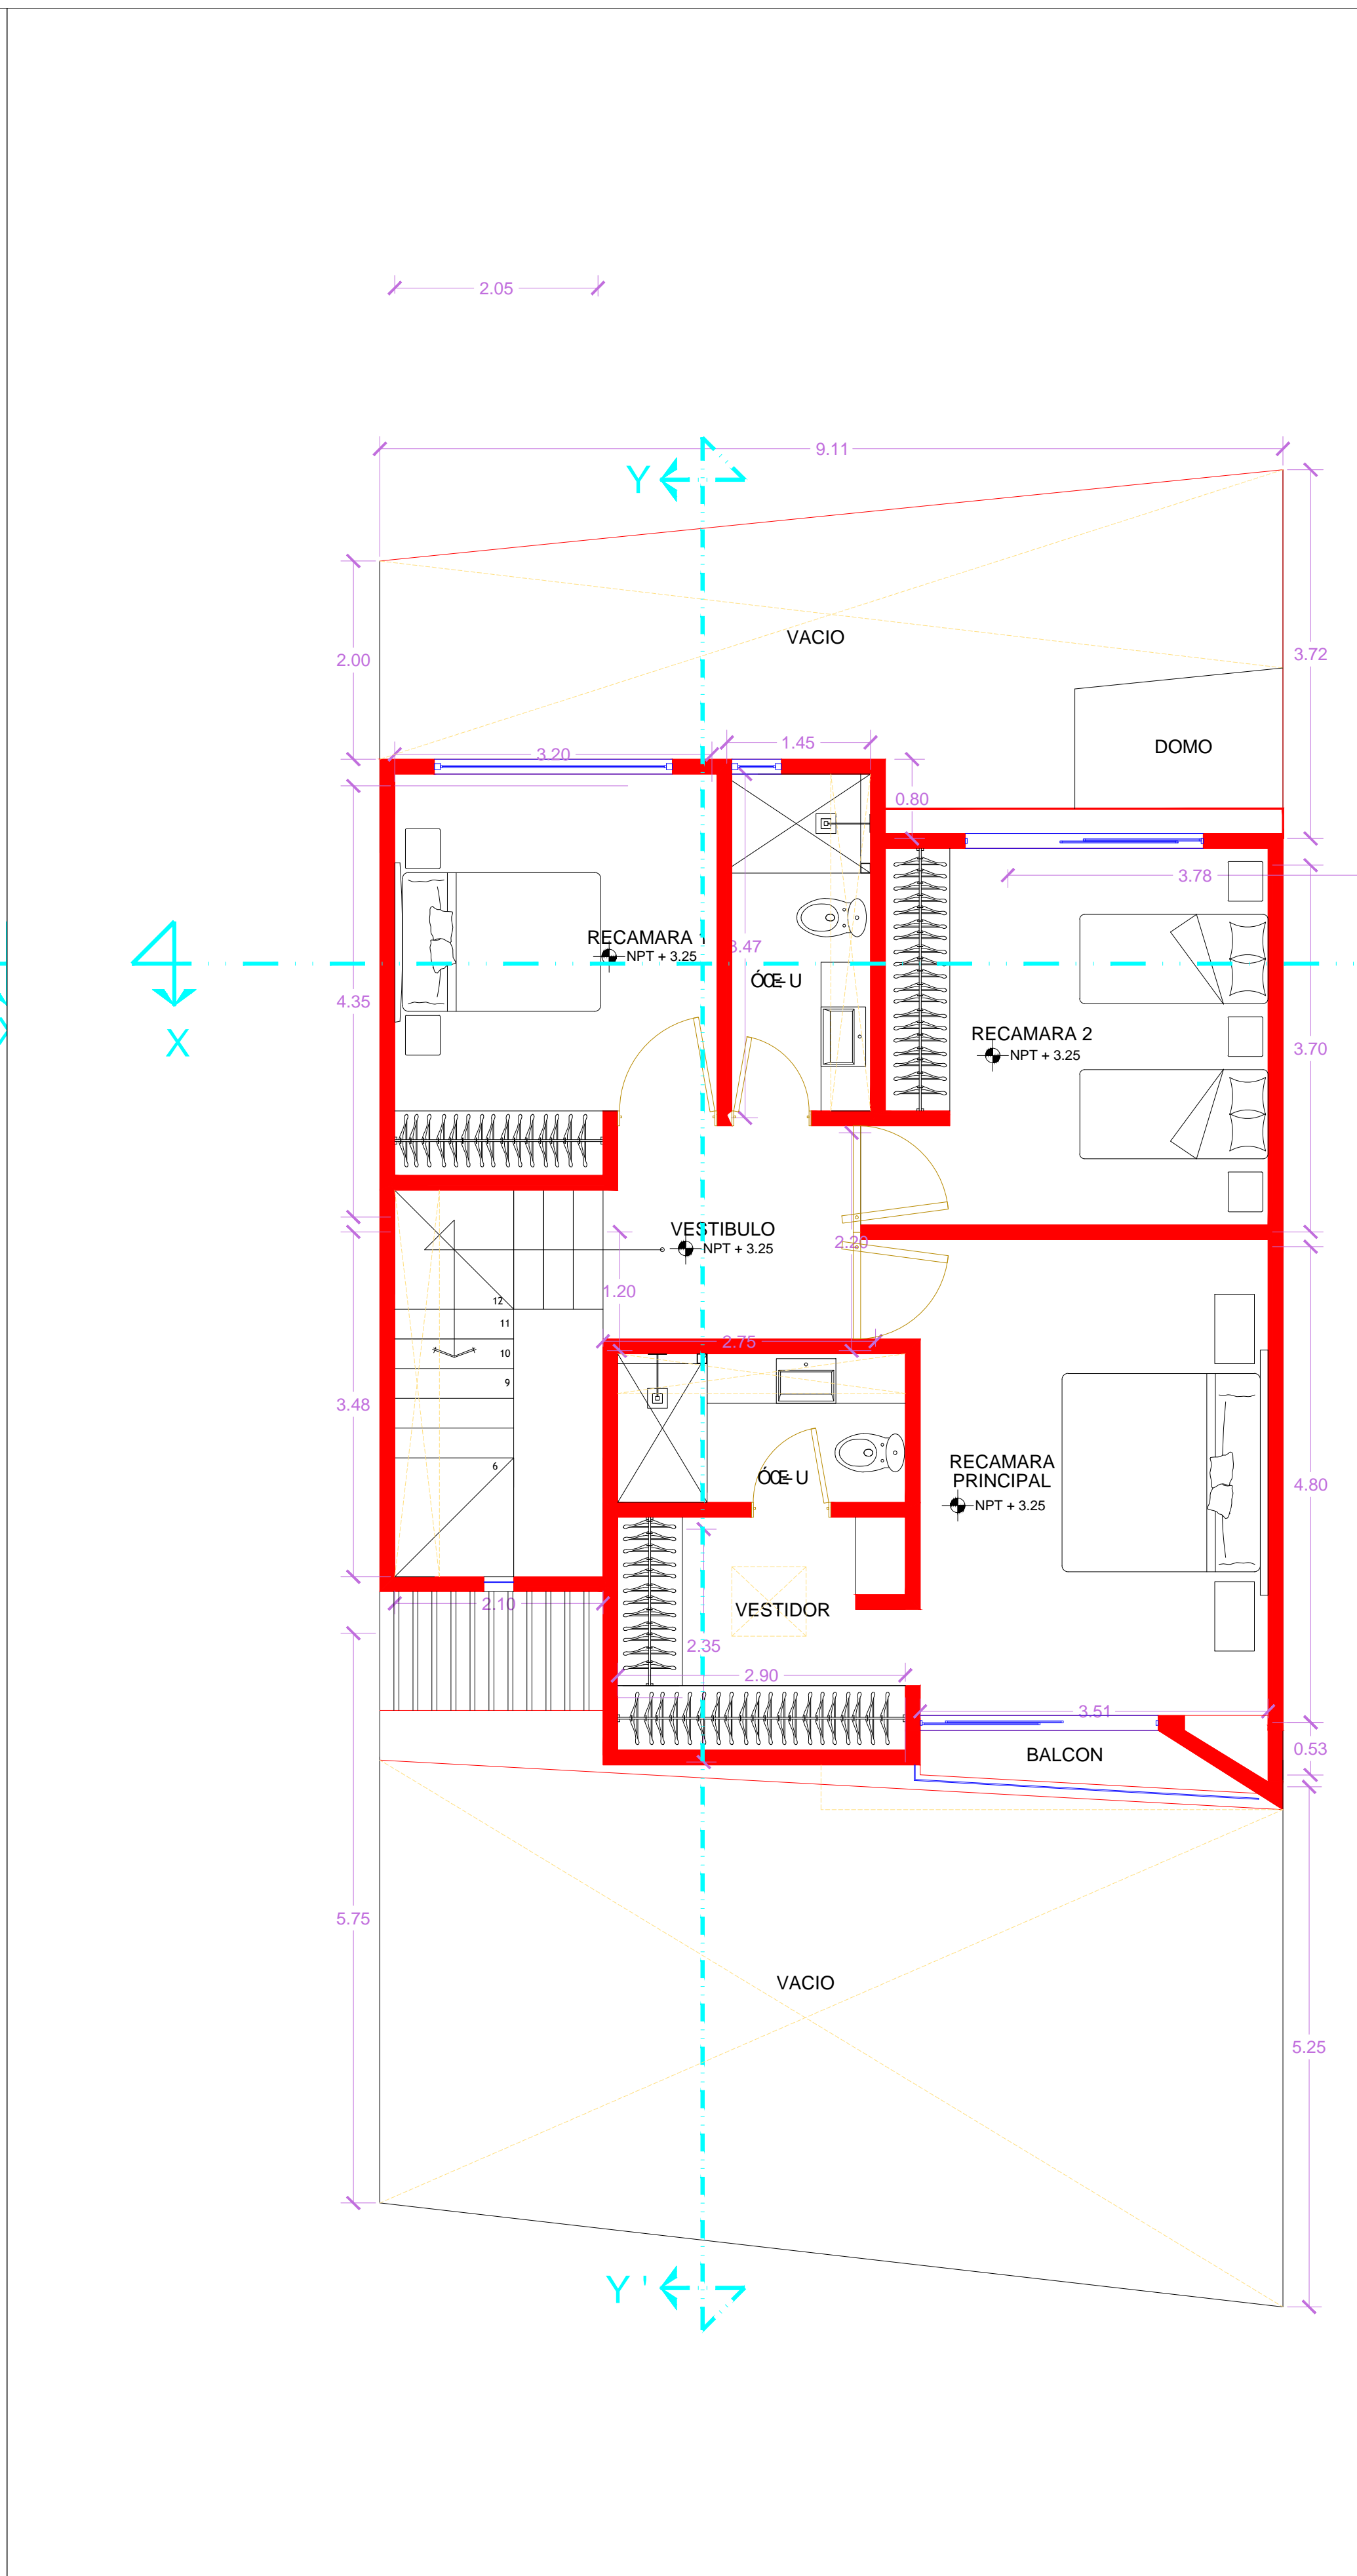 2.05
9.11
Y
VACIO
2.00
3.72
DOMO
1.45
3.20
0.80
3.78
RECAMARA 1
NPT + 3.25
3.47
ÓŒ-U
4.35
X
RECAMARA 2
NPT + 3.25
3.70
VESTIBULO
NPT + 3.25
2.20
1.20
12
11
10
9
6
2.75
3.48
RECAMARA
PRINCIPAL
NPT + 3.25
ÓŒ-U
4.80
2.10
VESTIDOR
2.35
2.90
3.51
BALCON
0.53
5.75
VACIO
5.25
Y '